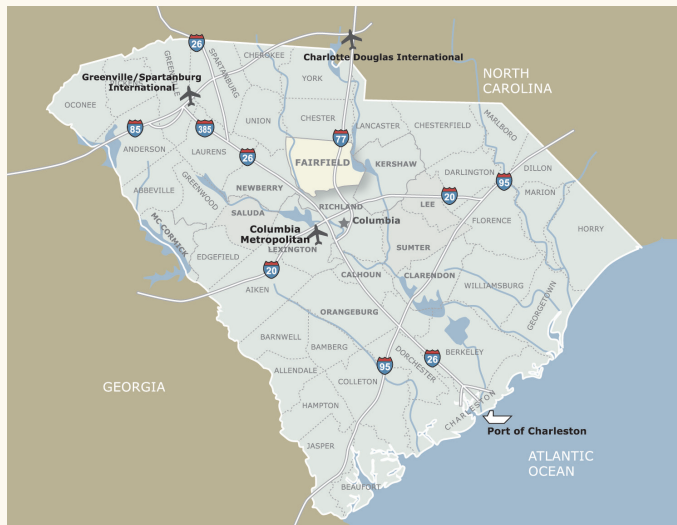 26
CHEROKEE
Charlotte Douglas International
GREENVILLE
SPARTANBURG
YORK
NORTH
CAROLINA
Greenville/Spartanburg
International
PICKENS
OCONEE
UNION
CHESTER
LANCASTER
CHESTERFIELD
MARLBORO
85
385
77
ANDERSON
LAURENS
26
FAIRFIELD
KERSHAW
DARLINGTON
DILLON
95
MARION
ABBEVILLE
GREENWOOD
NEWBERRY
20
LEE
RICHLAND
SALUDA
Columbia
FLORENCE
HORRY
MC CORMICK
Columbia
Metropolitan
LEXINGTON
SUMTER
EDGEFIELD
20
CALHOUN
CLARENDON
AIKEN
WILLIAMSBURG
GEORGETOWN
ORANGEBURG
BARNWELL
BAMBERG
DORCHESTER
26
BERKELEY
ALLENDALE
95
COLLETON
GEORGIA
HAMPTON
CHARLESTON
Port of Charleston
JASPER
ATLANTIC
OCEAN
BEAUFORT